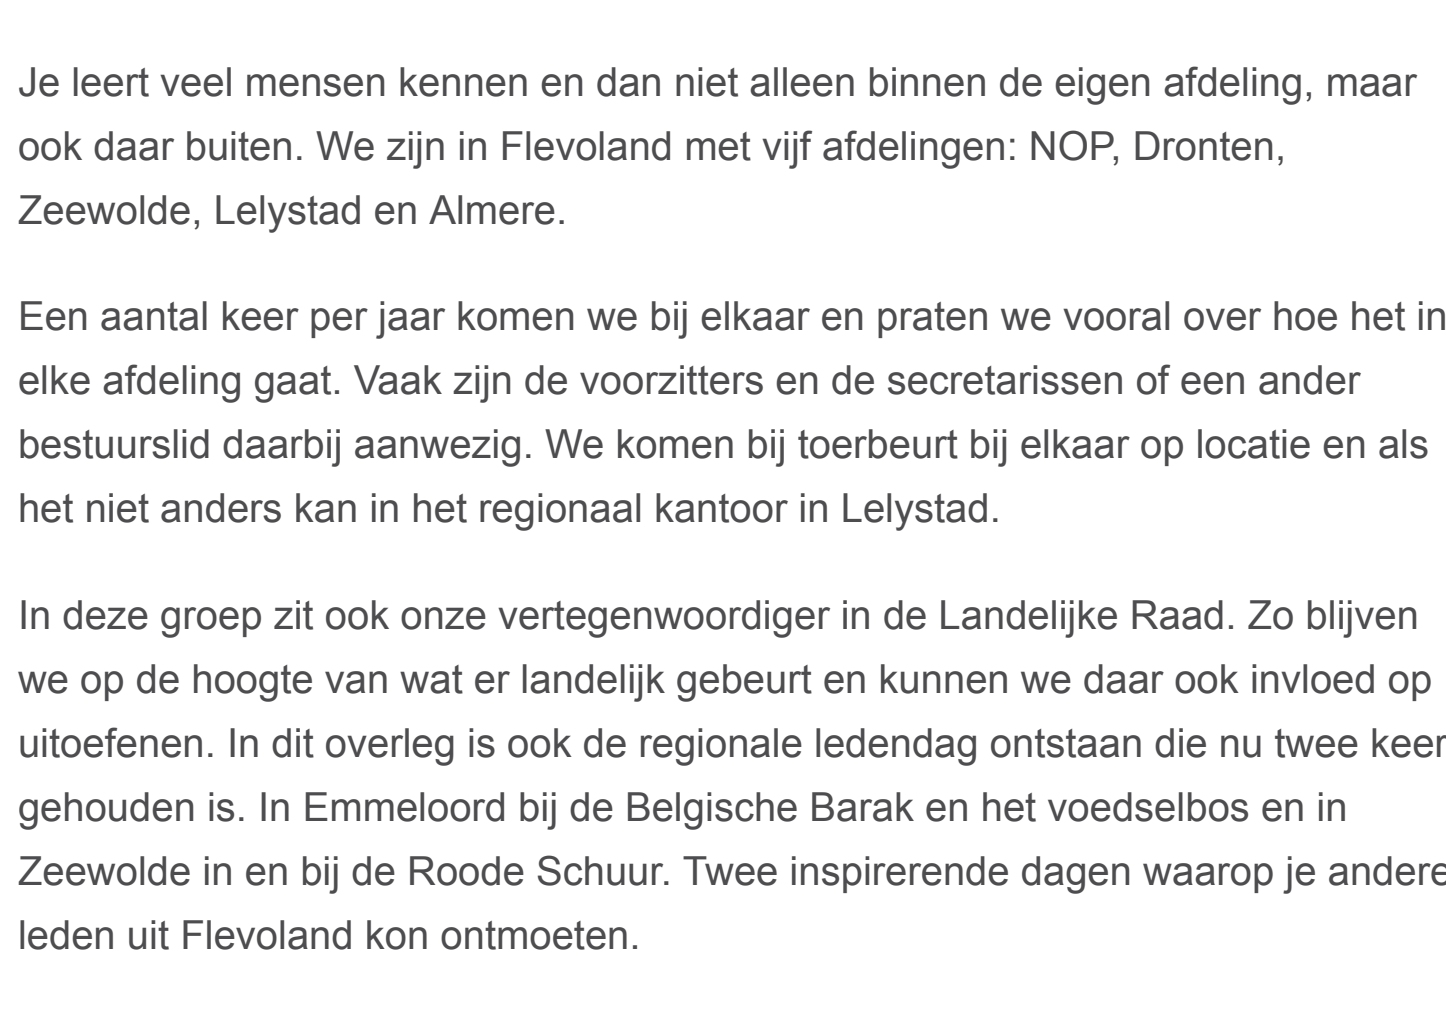 Je leert veel mensen kennen en dan niet alleen binnen de eigen afdeling, maar
ook daar buiten. We zijn in Flevoland met vijf afdelingen: NOP, Dronten,
Zeewolde, Lelystad en Almere.
Een aantal keer per jaar komen we bij elkaar en praten we vooral over hoe het in
elke afdeling gaat. Vaak zijn de voorzitters en de secretarissen of een ander
bestuurslid daarbij aanwezig. We komen bij toerbeurt bij elkaar op locatie en als
het niet anders kan in het regionaal kantoor in Lelystad.
In deze groep zit ook onze vertegenwoordiger in de Landelijke Raad. Zo blijven
we op de hoogte van wat er landelijk gebeurt en kunnen we daar ook invloed op
uitoefenen. In dit overleg is ook de regionale ledendag ontstaan die nu twee keer
gehouden is. In Emmeloord bij de Belgische Barak en het voedselbos en in
Zeewolde in en bij de Roode Schuur. Twee inspirerende dagen waarop je andere
leden uit Flevoland kon ontmoeten.